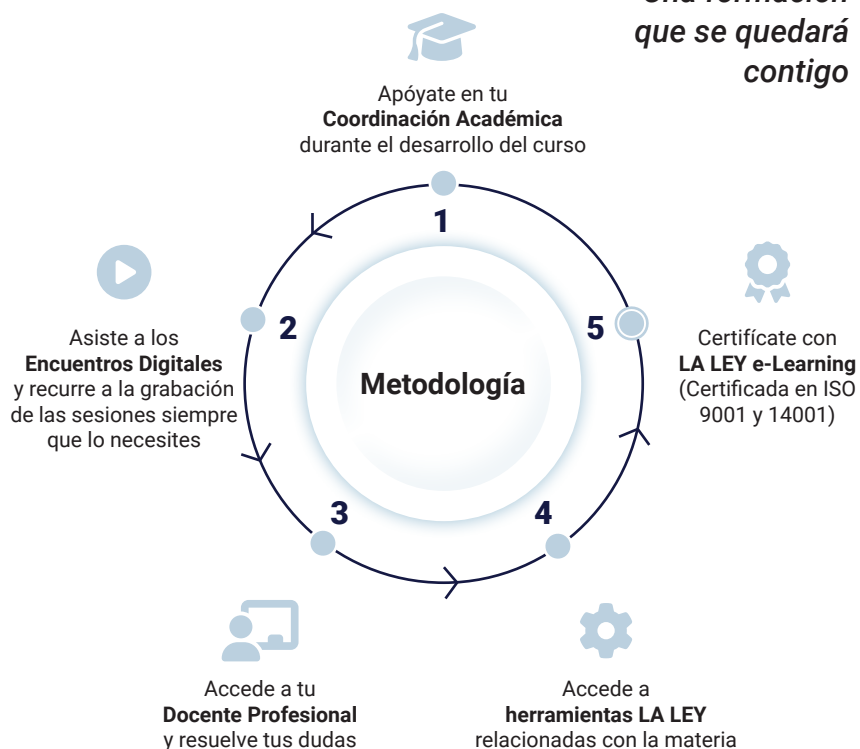 Una formación
que se quedará
contigo
Apóyate en tu
Coordinación Académica
durante el desarrollo del curso
1
Asiste a los
Encuentros Digitales
y recurre a la grabación
de las sesiones siempre
que lo necesites
2
5
Certifícate con
LA LEY e-Learning
(Certificada en ISO
9001 y 14001)
Metodología
3
4
Accede a tu
Docente Profesional
y resuelve tus dudas
Accede a
herramientas LA LEY
relacionadas con la materia